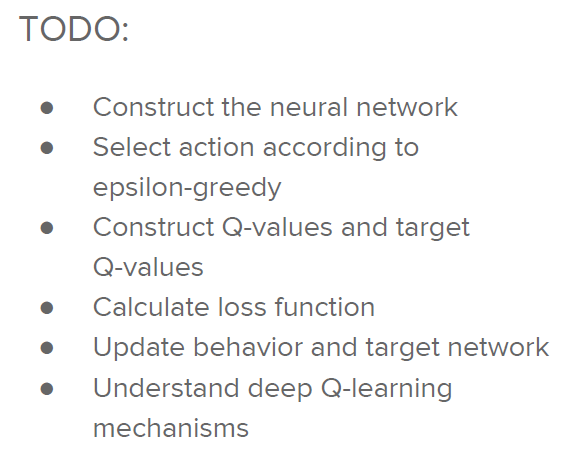 TODO:
● Construct the neural network
● Select action according to
epsilon-greedy
● Construct Q-values and target
Q-values
● Calculate loss function
● Update behavior and target network
● Understand deep Q-learning
mechanisms